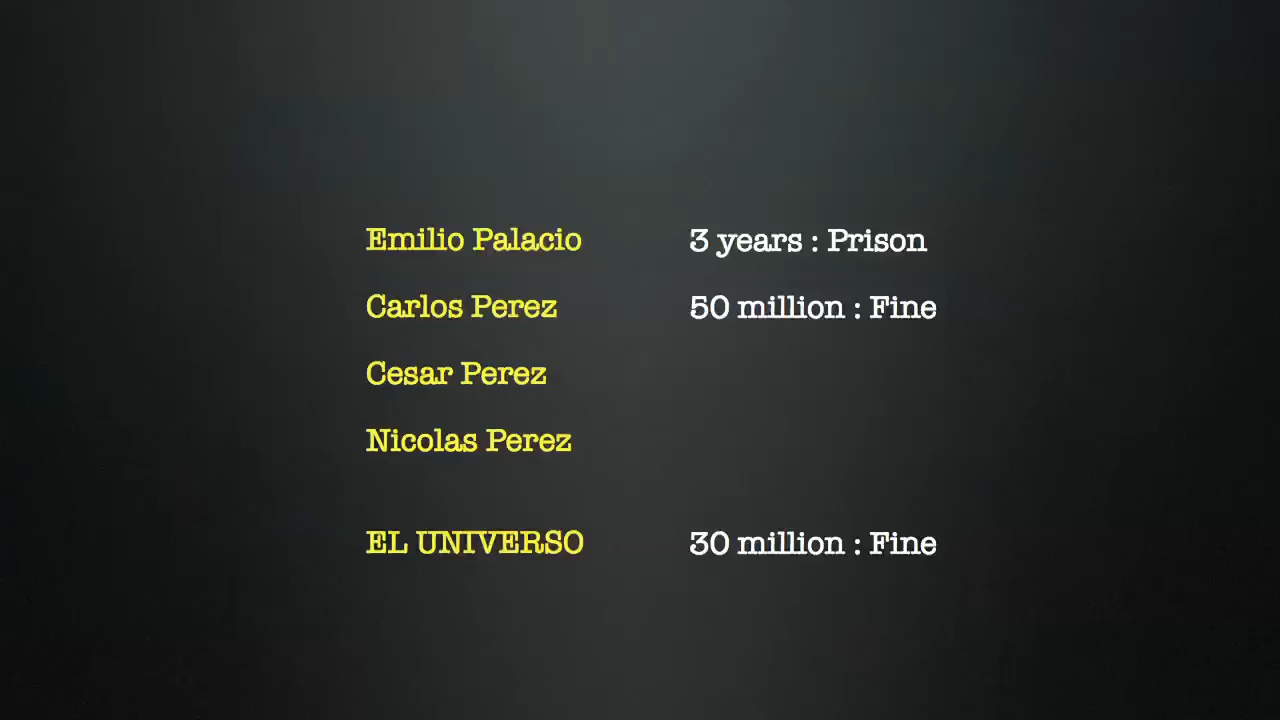 Emilio Palacio 3 years : Prison
Carlos Perez 50 million : Fine
Cesar Perez
Nicolas Perez
EL UNIVERSO 30 million : Fine